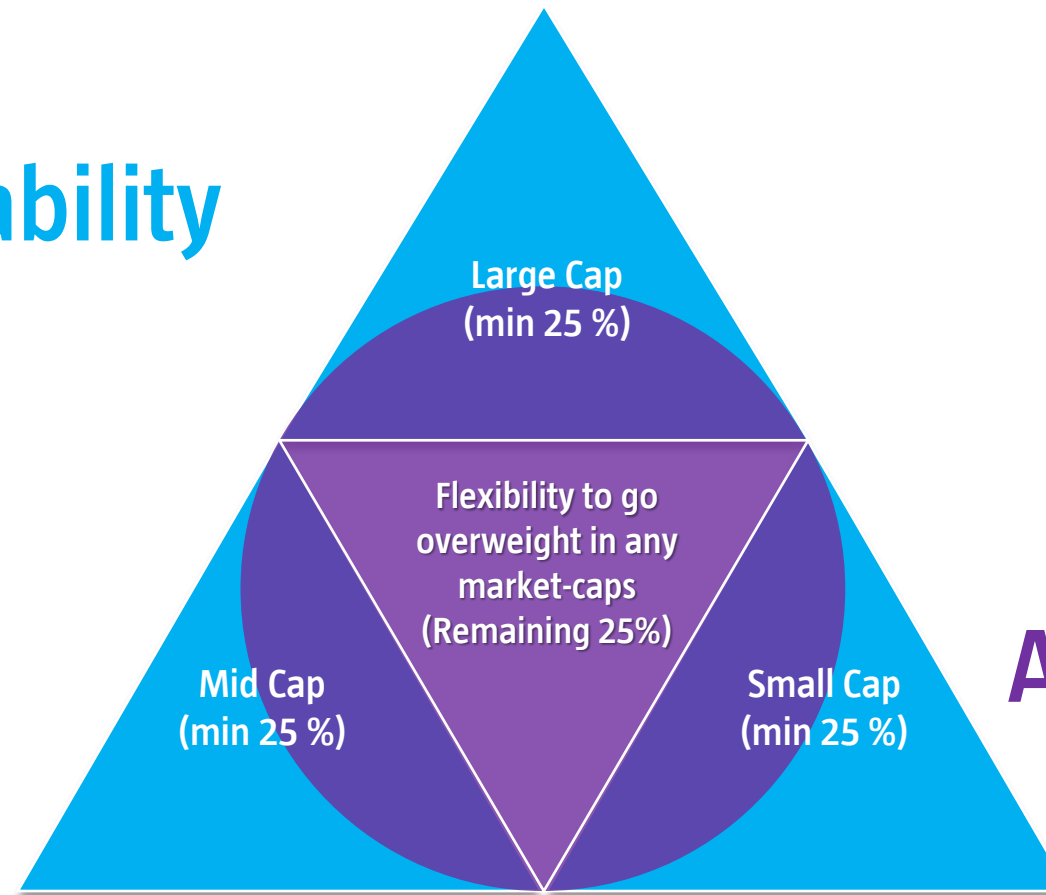 ability
Large Cap
(min 25 %)
Flexibility to go
overweight in any
market-caps
(Remaining 25%)
A
Mid Cap
(min 25 %)
Small Cap
(min 25 %)